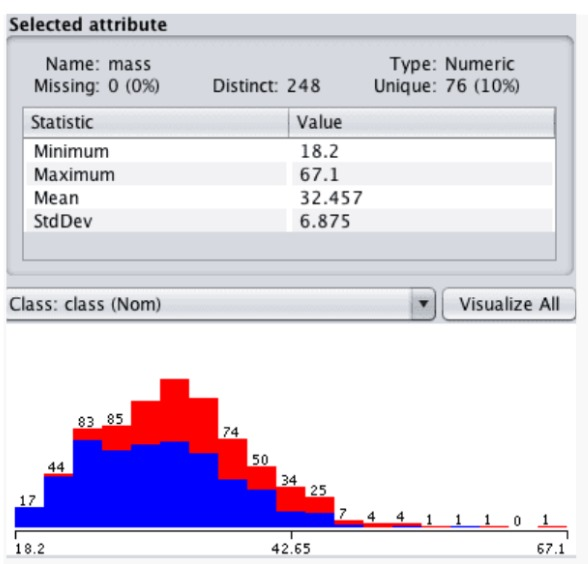 Selected attribute
Name: mass Type: Numeric
Missing: 0 (0%) Distinct: 248 Unique: 76 (10%)
Statistic Value
Minimum 18.2
Maximum 67.1
Mean 32.457
StdDev 6.875
Class: class (Nom) Visualize All
17 44 83 85 74 50 34 25 7 4 4 1 1 1 0 1
18.2 42.65 67.1